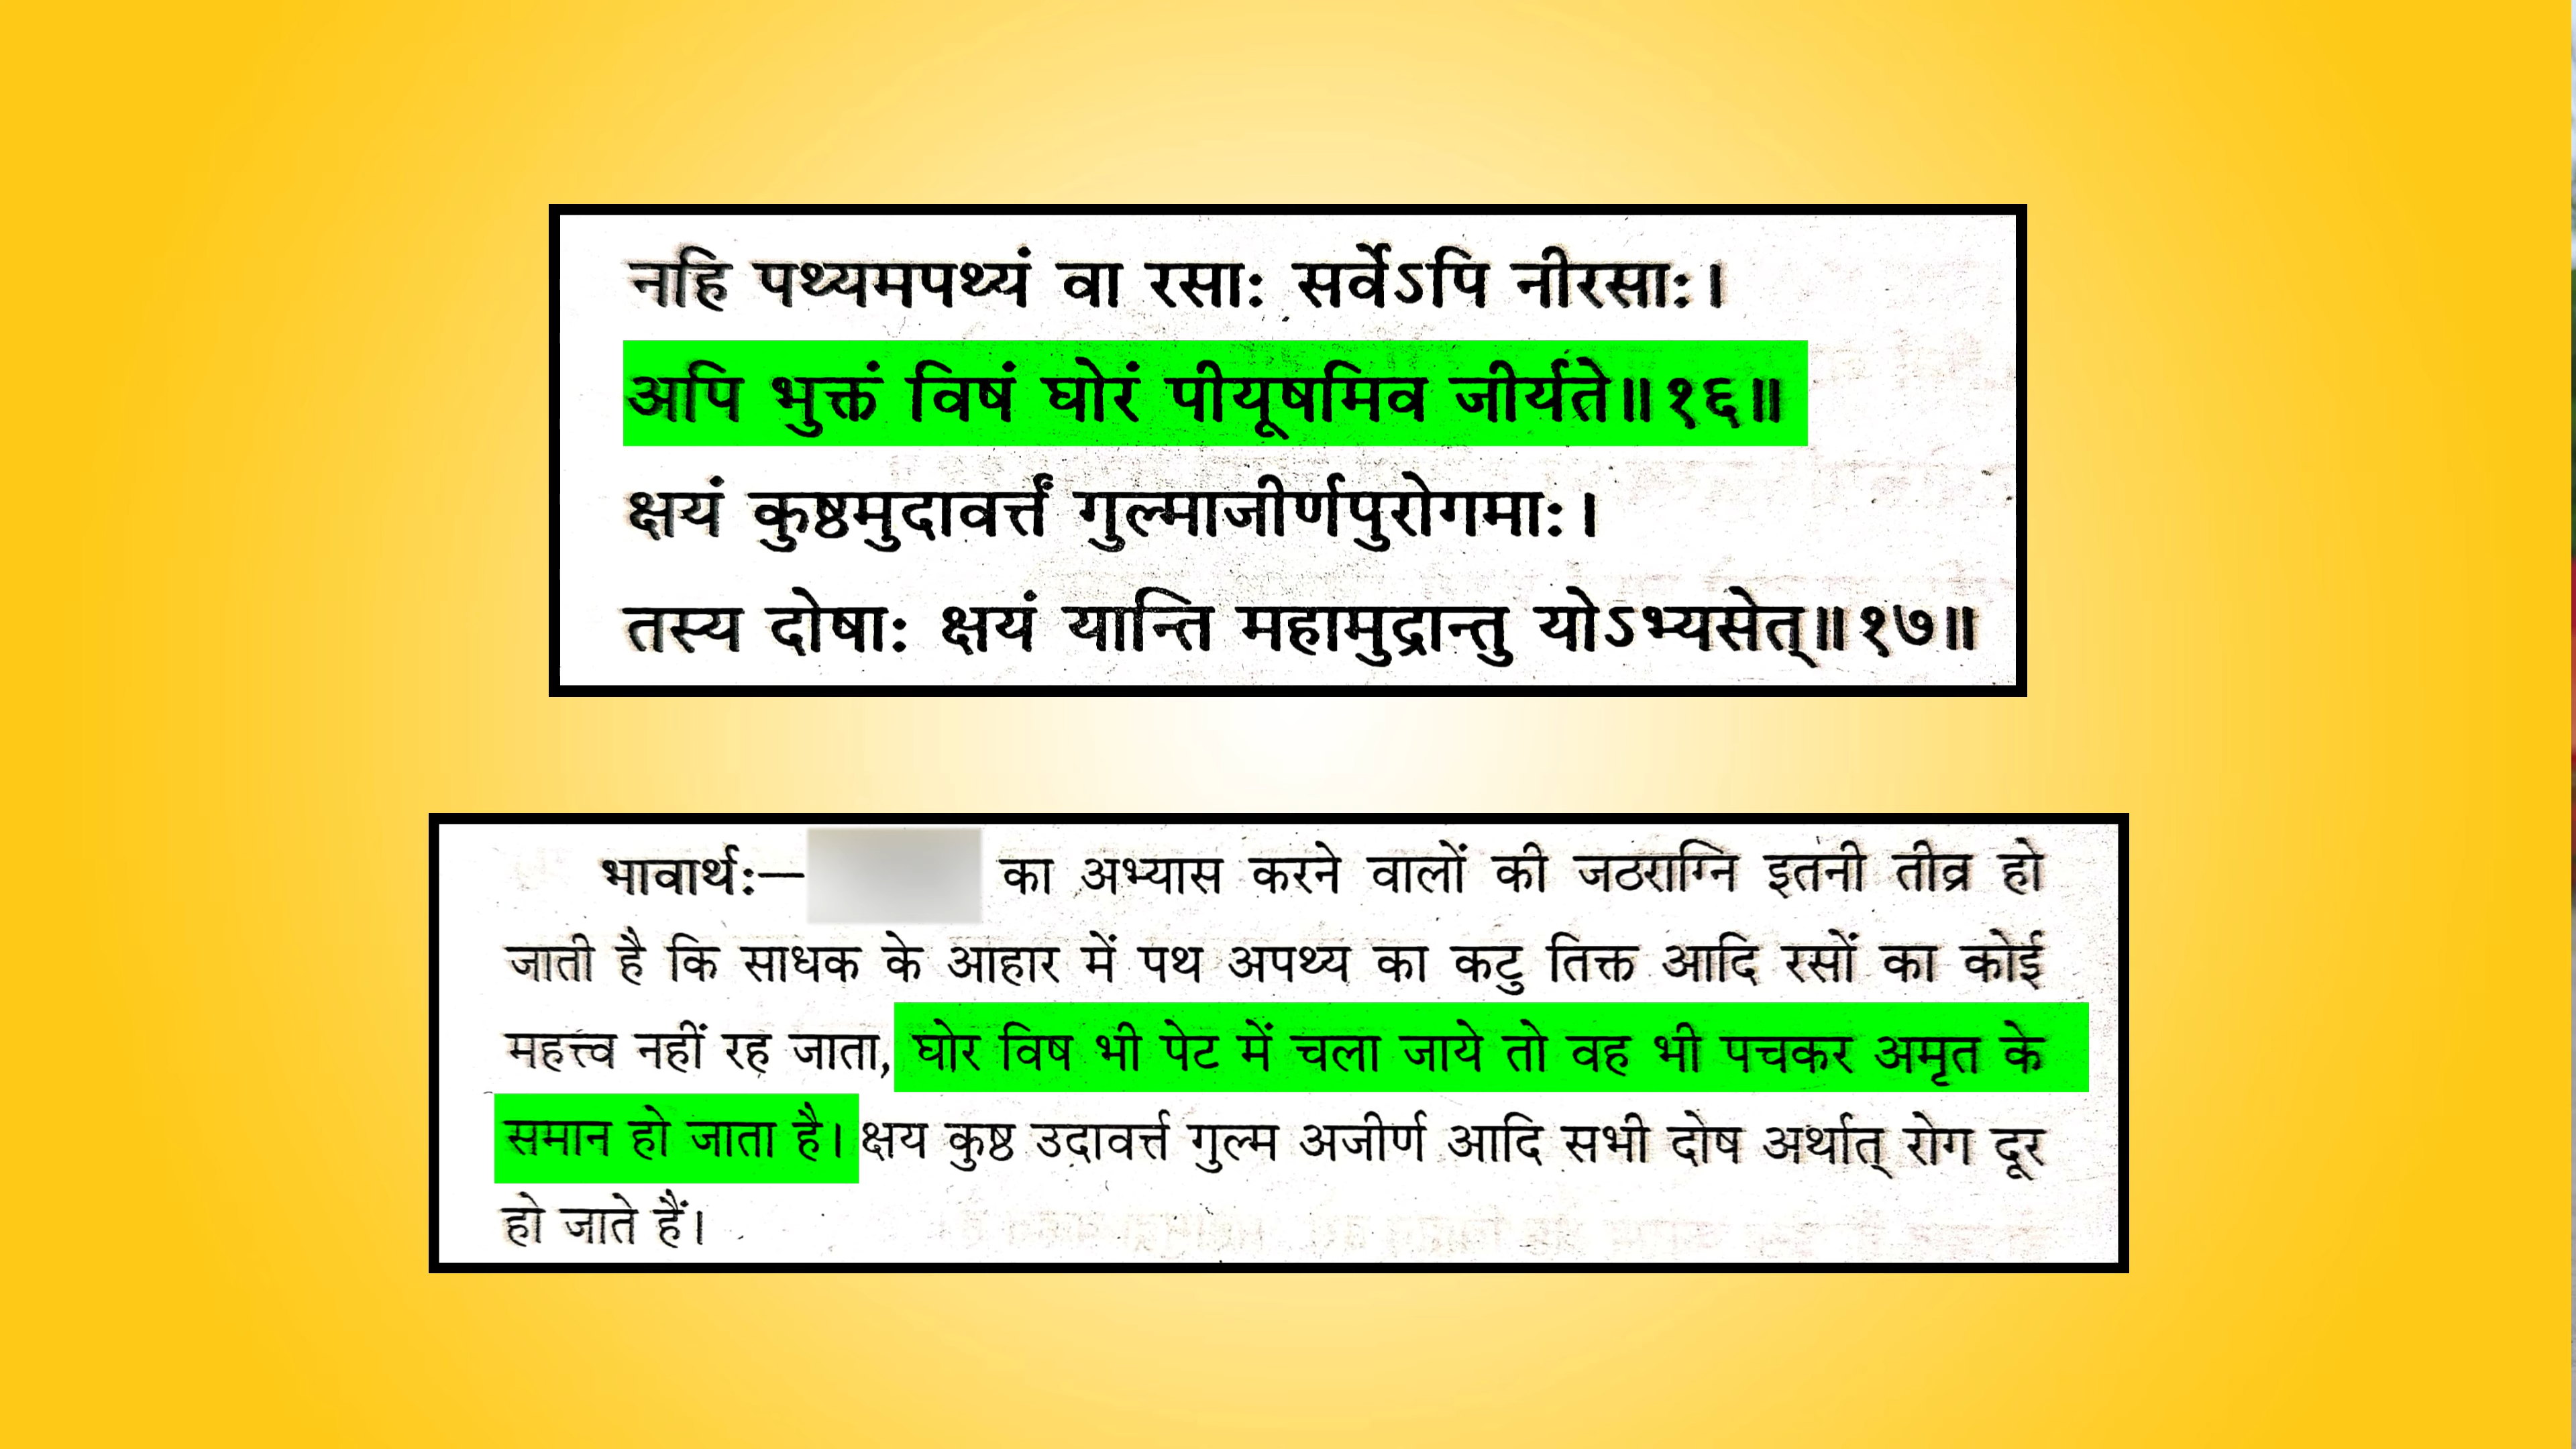 नहि पथ्यमपथ्यं वा रसाः सर्वेऽपि नीरसाः।
अपि भुक्तं विषं घोरं पीयूषमिव जीर्यते॥१६॥
क्षयं कुष्ठमुदावर्त्तं गुल्माजीर्णपुरोगमाः।
तस्य दोषाः क्षयं यान्ति महामुद्रान्तु योऽभ्यसेत्॥१७॥
भावार्थः— का अभ्यास करने वालों की जठराग्नि इतनी तीव्र हो
जाती है कि साधक के आहार में पथ अपथ्य का कटु तिक्त आदि रसों का कोई
महत्त्व नहीं रह जाता, घोर विष भी पेट में चला जाये तो वह भी पचकर अमृत के
समान हो जाता है। क्षय कुष्ठ उदावर्त्त गुल्म अजीर्ण आदि सभी दोष अर्थात् रोग दूर
हो जाते हैं।